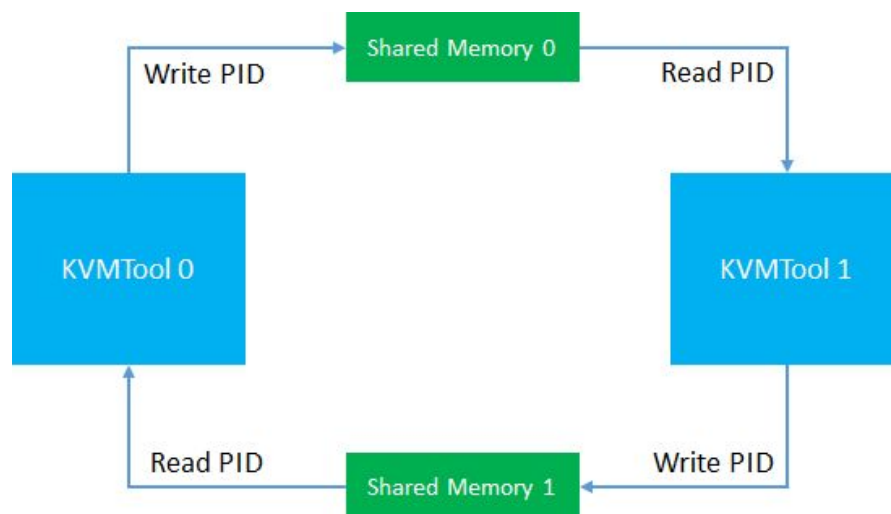 Shared Memory 0
Write PID
Read PID
KVMTool 0
KVMTool 1
Read PID
Write PID
Shared Memory 1